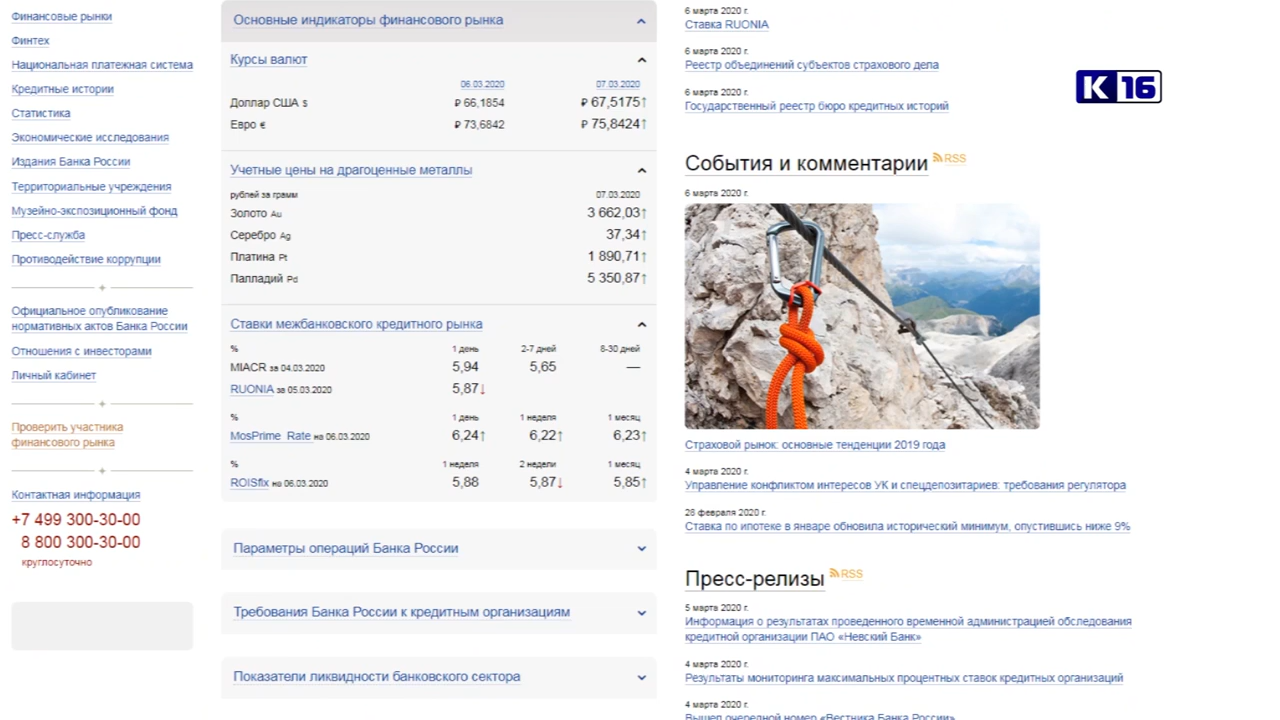 Финансовые рынки
Финтех
Национальная платежная система
Кредитные истории
Статистика
Экономические исследования
Издания Банка России
Территориальные учреждения
Музейно-экспозиционный фонд
Пресс-служба
Противодействие коррупции
Официальное опубликование
нормативных актов Банка России
Отношения с инвесторами
Личный кабинет
Проверить участника
финансового рынка
Контактная информация
+7 499 300-30-00
8 800 300-30-00
круглосуточно
Основные индикаторы финансового рынка
Курсы валют
06.03.2020 07.03.2020
Доллар США $ ₽ 66,1854 ₽ 67,5175↑
Евро € ₽ 73,6842 ₽ 75,8424↑
Учетные цены на драгоценные металлы
рублей за грамм 07.03.2020
Золото Au 3 662,03↑
Серебро Ag 37,34↑
Платина Pt 1 890,71↑
Палладий Pd 5 350,87↑
Ставки межбанковского кредитного рынка
% 1 день 2-7 дней 8-30 дней
MIACR за 04.03.2020 5,94 5,65 —
RUONIA за 05.03.2020 5,87↓
% 1 день 1 неделя 1 месяц
MosPrime Rate на 06.03.2020 6,24↑ 6,22↑ 6,23↑
% 1 неделя 2 недели 1 месяц
ROISfix на 06.03.2020 5,88 5,87↓ 5,85↑
Параметры операций Банка России
Требования Банка России к кредитным организациям
Показатели ликвидности банковского сектора
6 марта 2020 г.
Ставка RUONIA
6 марта 2020 г.
Реестр объединений субъектов страхового дела
6 марта 2020 г.
Государственный реестр бюро кредитных историй
К16
События и комментарии RSS
6 марта 2020 г.
Страховой рынок: основные тенденции 2019 года
4 марта 2020 г.
Управление конфликтом интересов УК и спецдепозитариев: требования регулятора
28 февраля 2020 г.
Ставка по ипотеке в январе обновила исторический минимум, опустившись ниже 9%
Пресс-релизы RSS
5 марта 2020 г.
Информация о результатах проведенного временной администрацией обследования
кредитной организации ПАО «Невский Банк»
4 марта 2020 г.
Результаты мониторинга максимальных процентных ставок кредитных организаций
4 марта 2020 г.
Вышел очередной номер «Вестника Банка России»